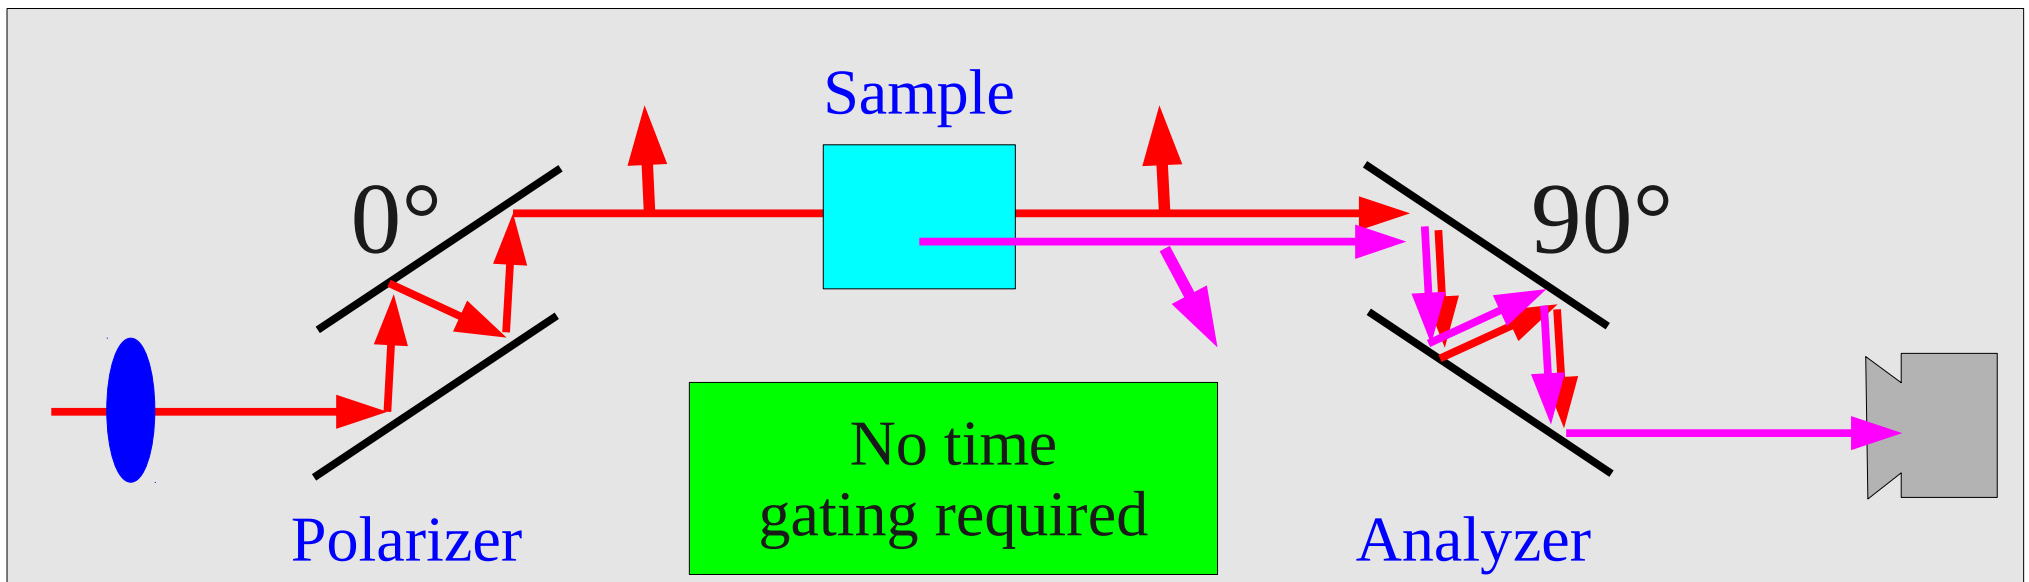 Sample
0°
90°
No time
gating required
Polarizer
Analyzer